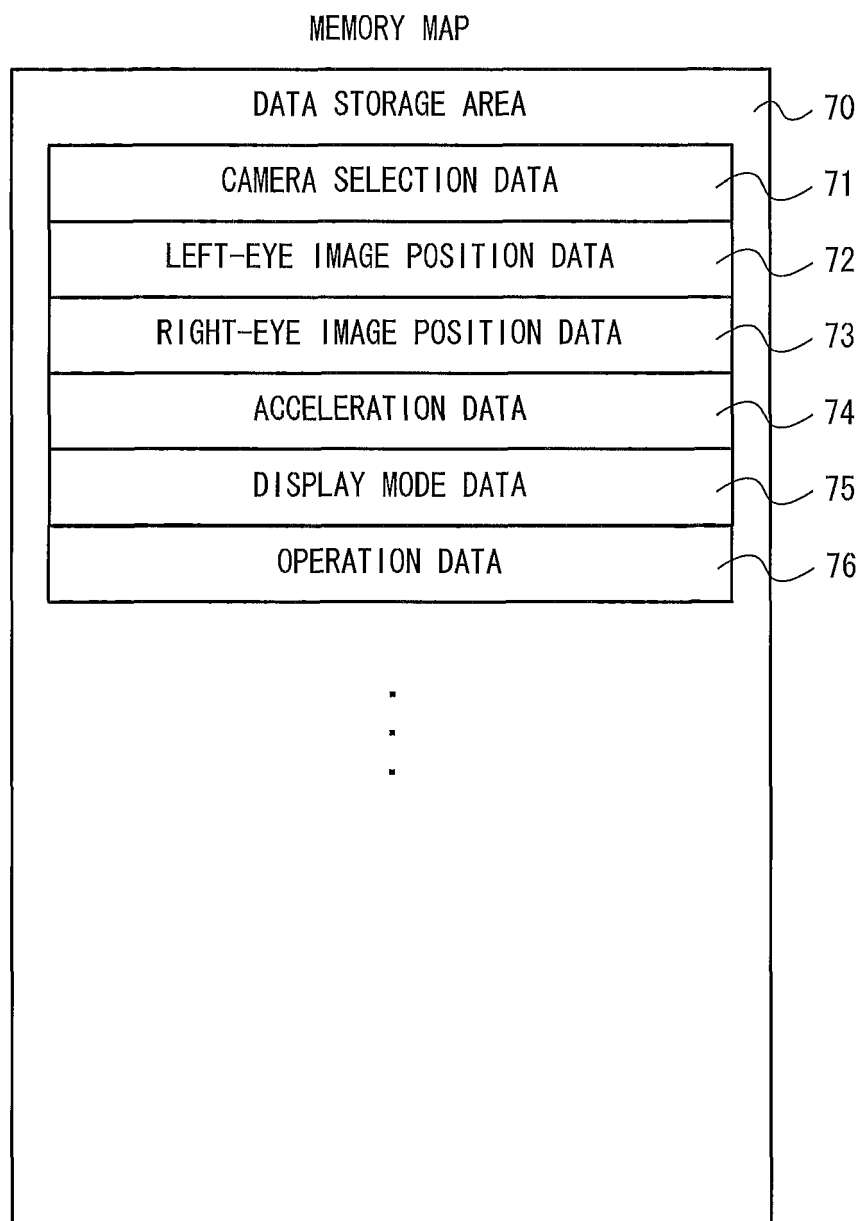 MEMORY MAP
DATA STORAGE AREA 70
CAMERA SELECTION DATA 71
LEFT-EYE IMAGE POSITION DATA 72
RIGHT-EYE IMAGE POSITION DATA 73
ACCELERATION DATA 74
DISPLAY MODE DATA 75
OPERATION DATA 76